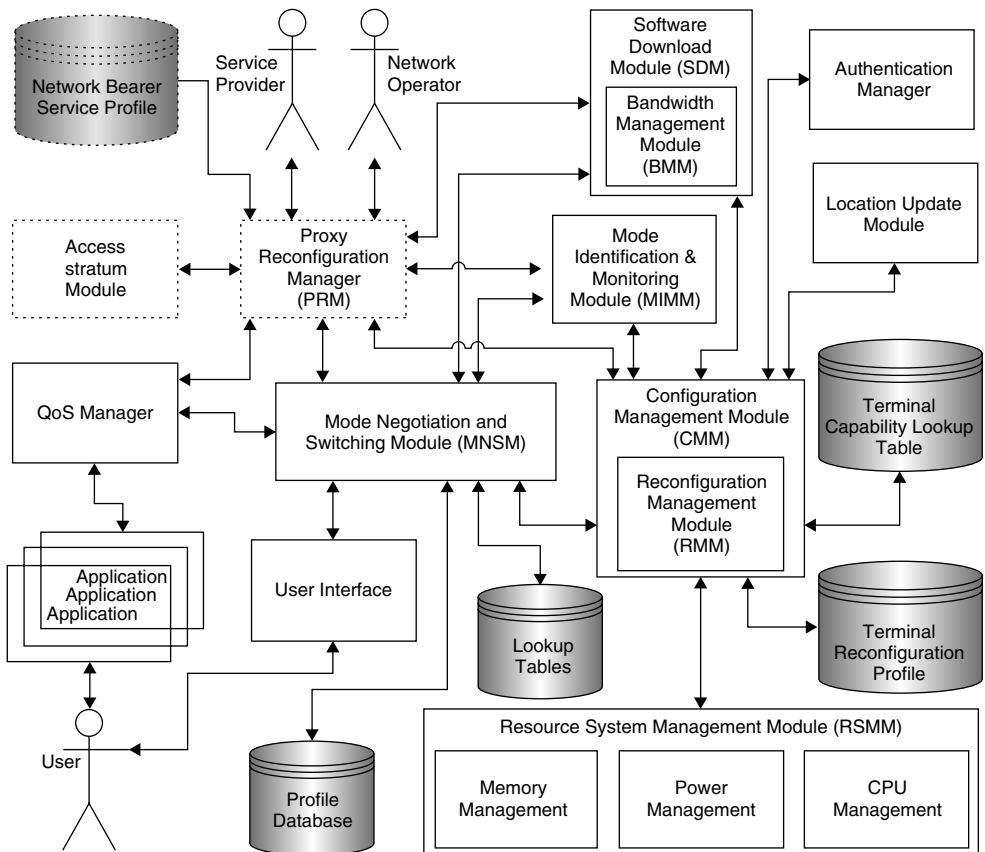 Network Bearer
Service Profile
Service
Provider
Network
Operator
Software
Download
Module (SDM)
Bandwidth
Management
Module
(BMM)
Authentication
Manager
Location Update
Module
Access
stratum
Module
Proxy
Reconfiguration
Manager
(PRM)
Mode
Identification &
Monitoring
Module (MIMM)
QoS Manager
Mode Negotiation and
Switching Module (MNSM)
Configuration
Management Module
(CMM)
Reconfiguration
Management
Module
(RMM)
Terminal
Capability Lookup
Table
Application
Application
Application
User Interface
Lookup
Tables
Terminal
Reconfiguration
Profile
User
Profile
Database
Resource System Management Module (RSMM)
Memory
Management
Power
Management
CPU
Management